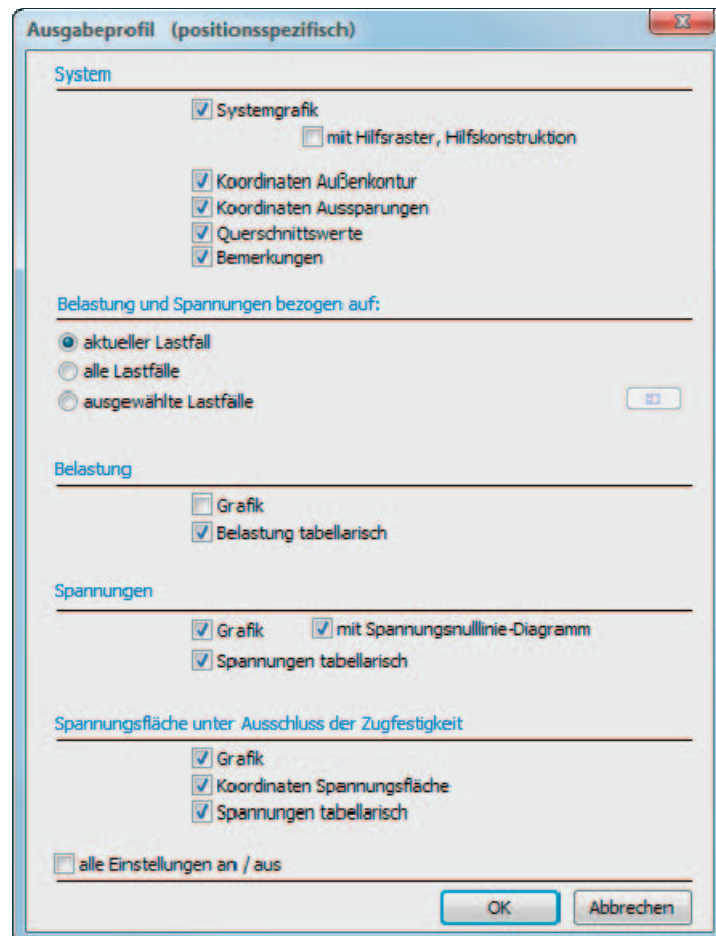 Ausgabeprofil (positionsspezifisch)
System
Systemgrafik
mit Hilfsraster, Hilfskonstruktion
Koordinaten Außenkontur
Koordinaten Aussparungen
Querschnittswerte
Bemerkungen
Belastung und Spannungen bezogen auf:
aktueller Lastfall
alle Lastfälle
ausgewählte Lastfälle
Belastung
Grafik
Belastung tabellarisch
Spannungen
Grafik mit Spannungsnulllinie-Diagramm
Spannungen tabellarisch
Spannungsfläche unter Ausschluss der Zugfestigkeit
Grafik
Koordinaten Spannungsfläche
Spannungen tabellarisch
alle Einstellungen an / aus
OK Abbrechen